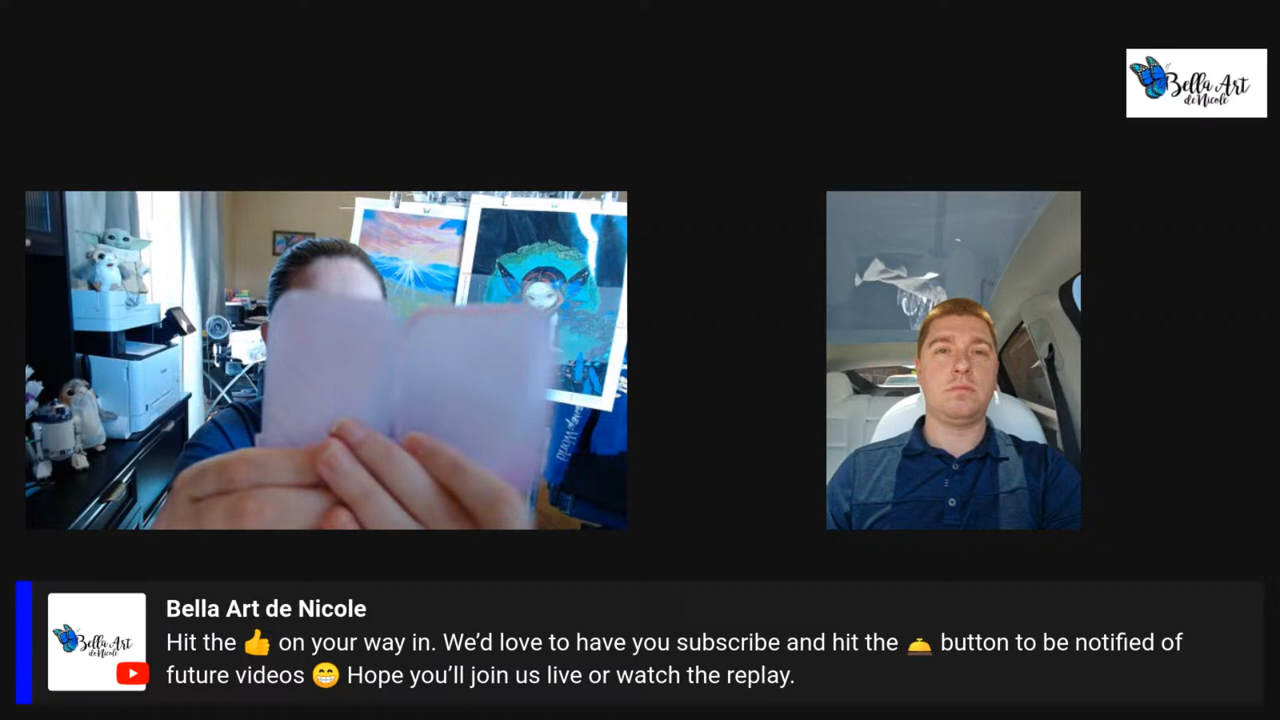 Bella Art
de Nicole
World
Bella Art de Nicole
Bella Art
de Nicole
Hit the 👍 on your way in. We’d love to have you subscribe and hit the 🛎️ button to be notified of
future videos 😁 Hope you’ll join us live or watch the replay.